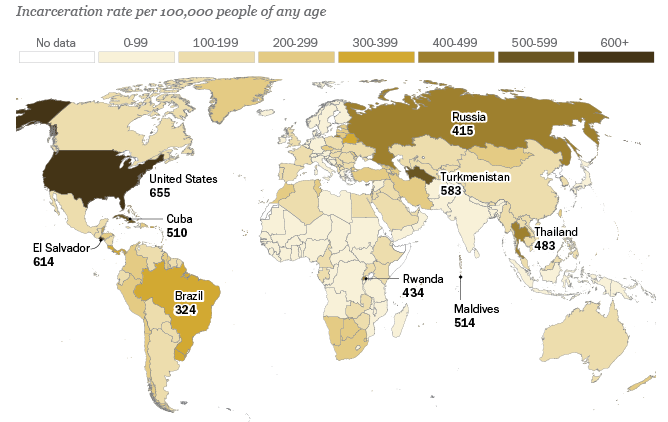 Incarceration rate per 100,000 people of any age
No data 0-99 100-199 200-299 300-399 400-499 500-599 600+
Russia
415
United States
655
Turkmenistan
583
Cuba
510
Thailand
483
El Salvador
614
Rwanda
434
Brazil
324
Maldives
514